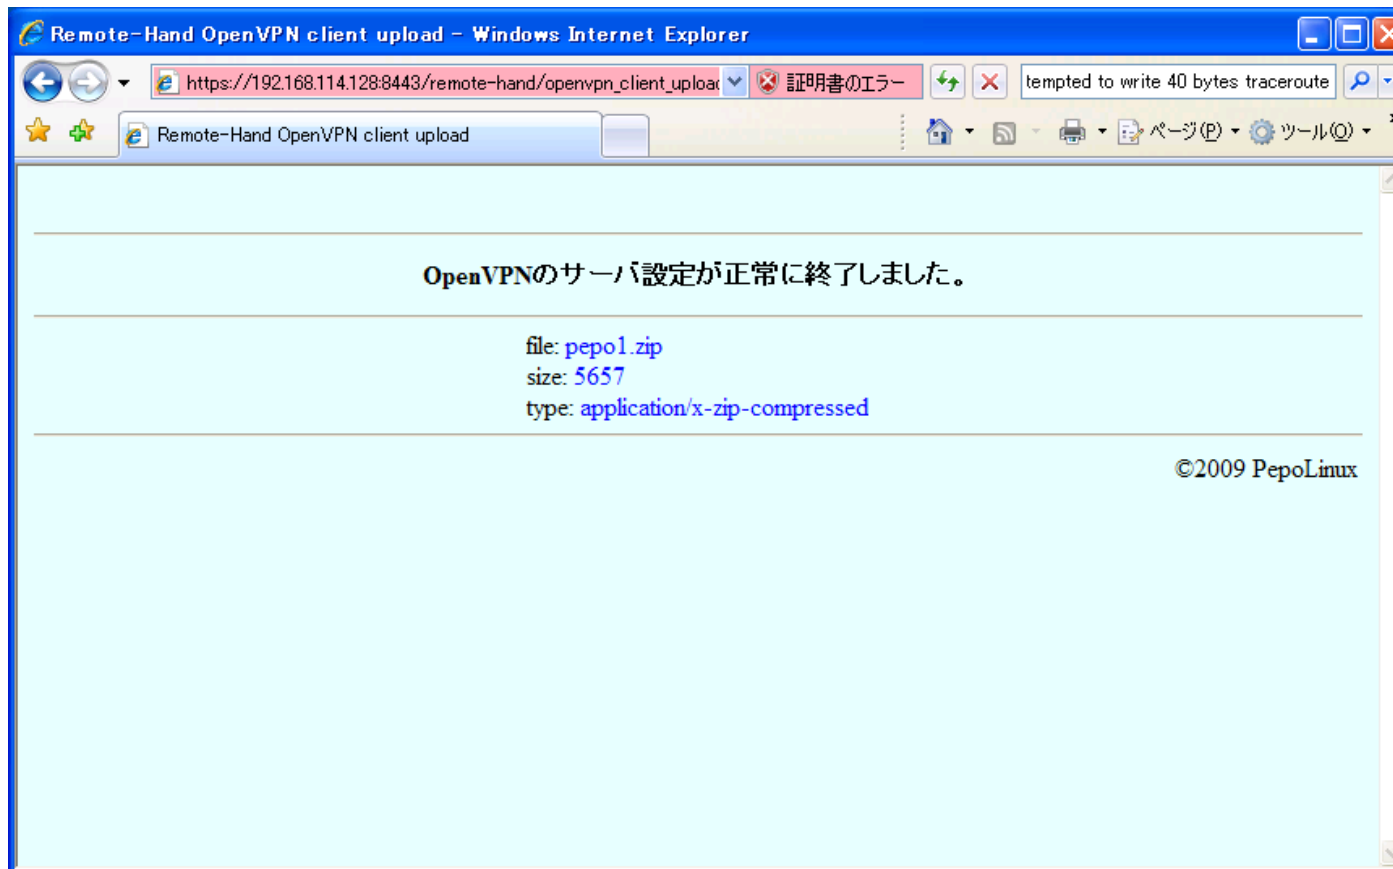 Remote-Hand OpenVPN client upload - Windows Internet Explorer
https://192.168.114.128:8443/remote-hand/openvpn_client_upload
証明書のエラー
tempted to write 40 bytes traceroute
Remote-Hand OpenVPN client upload
ページ(P)
ツール(O)
OpenVPNのサーバ設定が正常に終了しました。
file: pepo1.zip
size: 5657
type: application/x-zip-compressed
©2009 PepoLinux